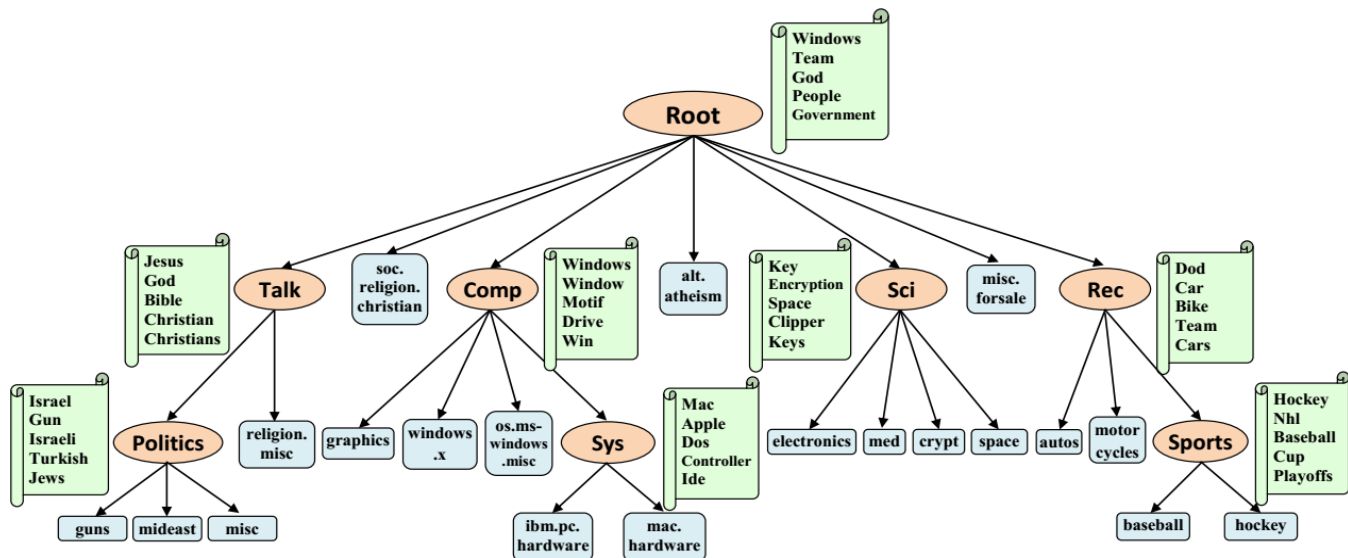 Windows
Team
God
People
Government
Root
Jesus
God
Bible
Christian
Christians
Talk
soc.
religion.
christian
Comp
Windows
Window
Motif
Drive
Win
alt.
atheism
Key
Encryption
Space
Clipper
Keys
Sci
misc.
forsale
Rec
Dod
Car
Bike
Team
Cars
Israel
Gun
Israeli
Turkish
Jews
Politics
religion.
misc
graphics
windows
.x
os.ms-
windows
.misc
Sys
Mac
Apple
Dos
Controller
Ide
electronics
med
crypt
space
autos
motor
cycles
Sports
Hockey
Nhl
Baseball
Cup
Playoffs
guns
mideast
misc
ibm.pc.
hardware
mac.
hardware
baseball
hockey